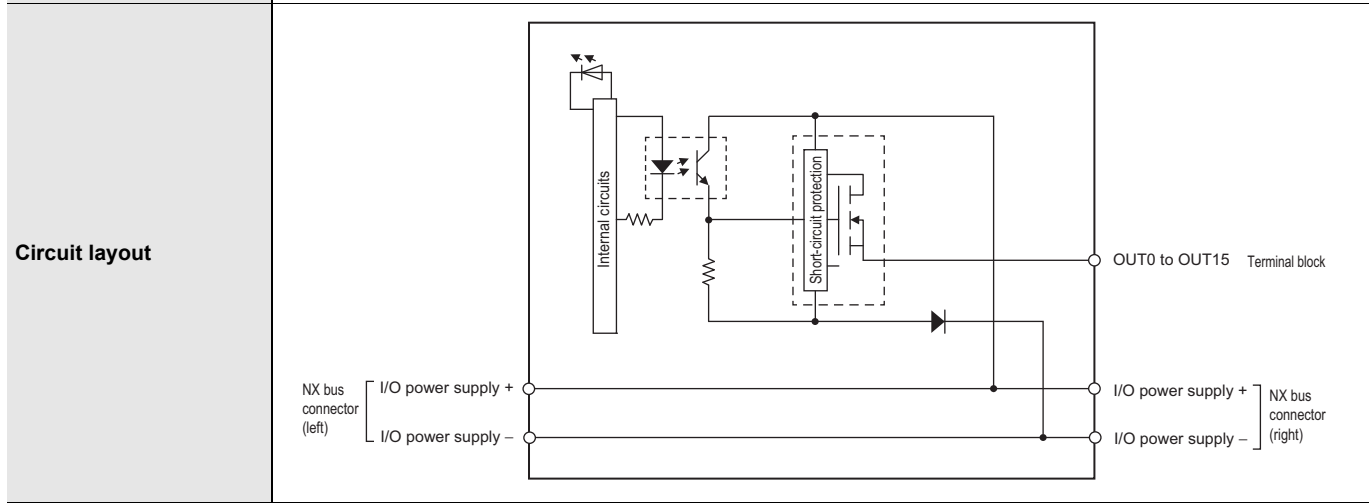 Circuit layout
Internal circuits
Short-circuit protection
OUT0 to OUT15 Terminal block
NX bus
connector
(left)
I/O power supply +
I/O power supply –
I/O power supply +
I/O power supply –
NX bus
connector
(right)